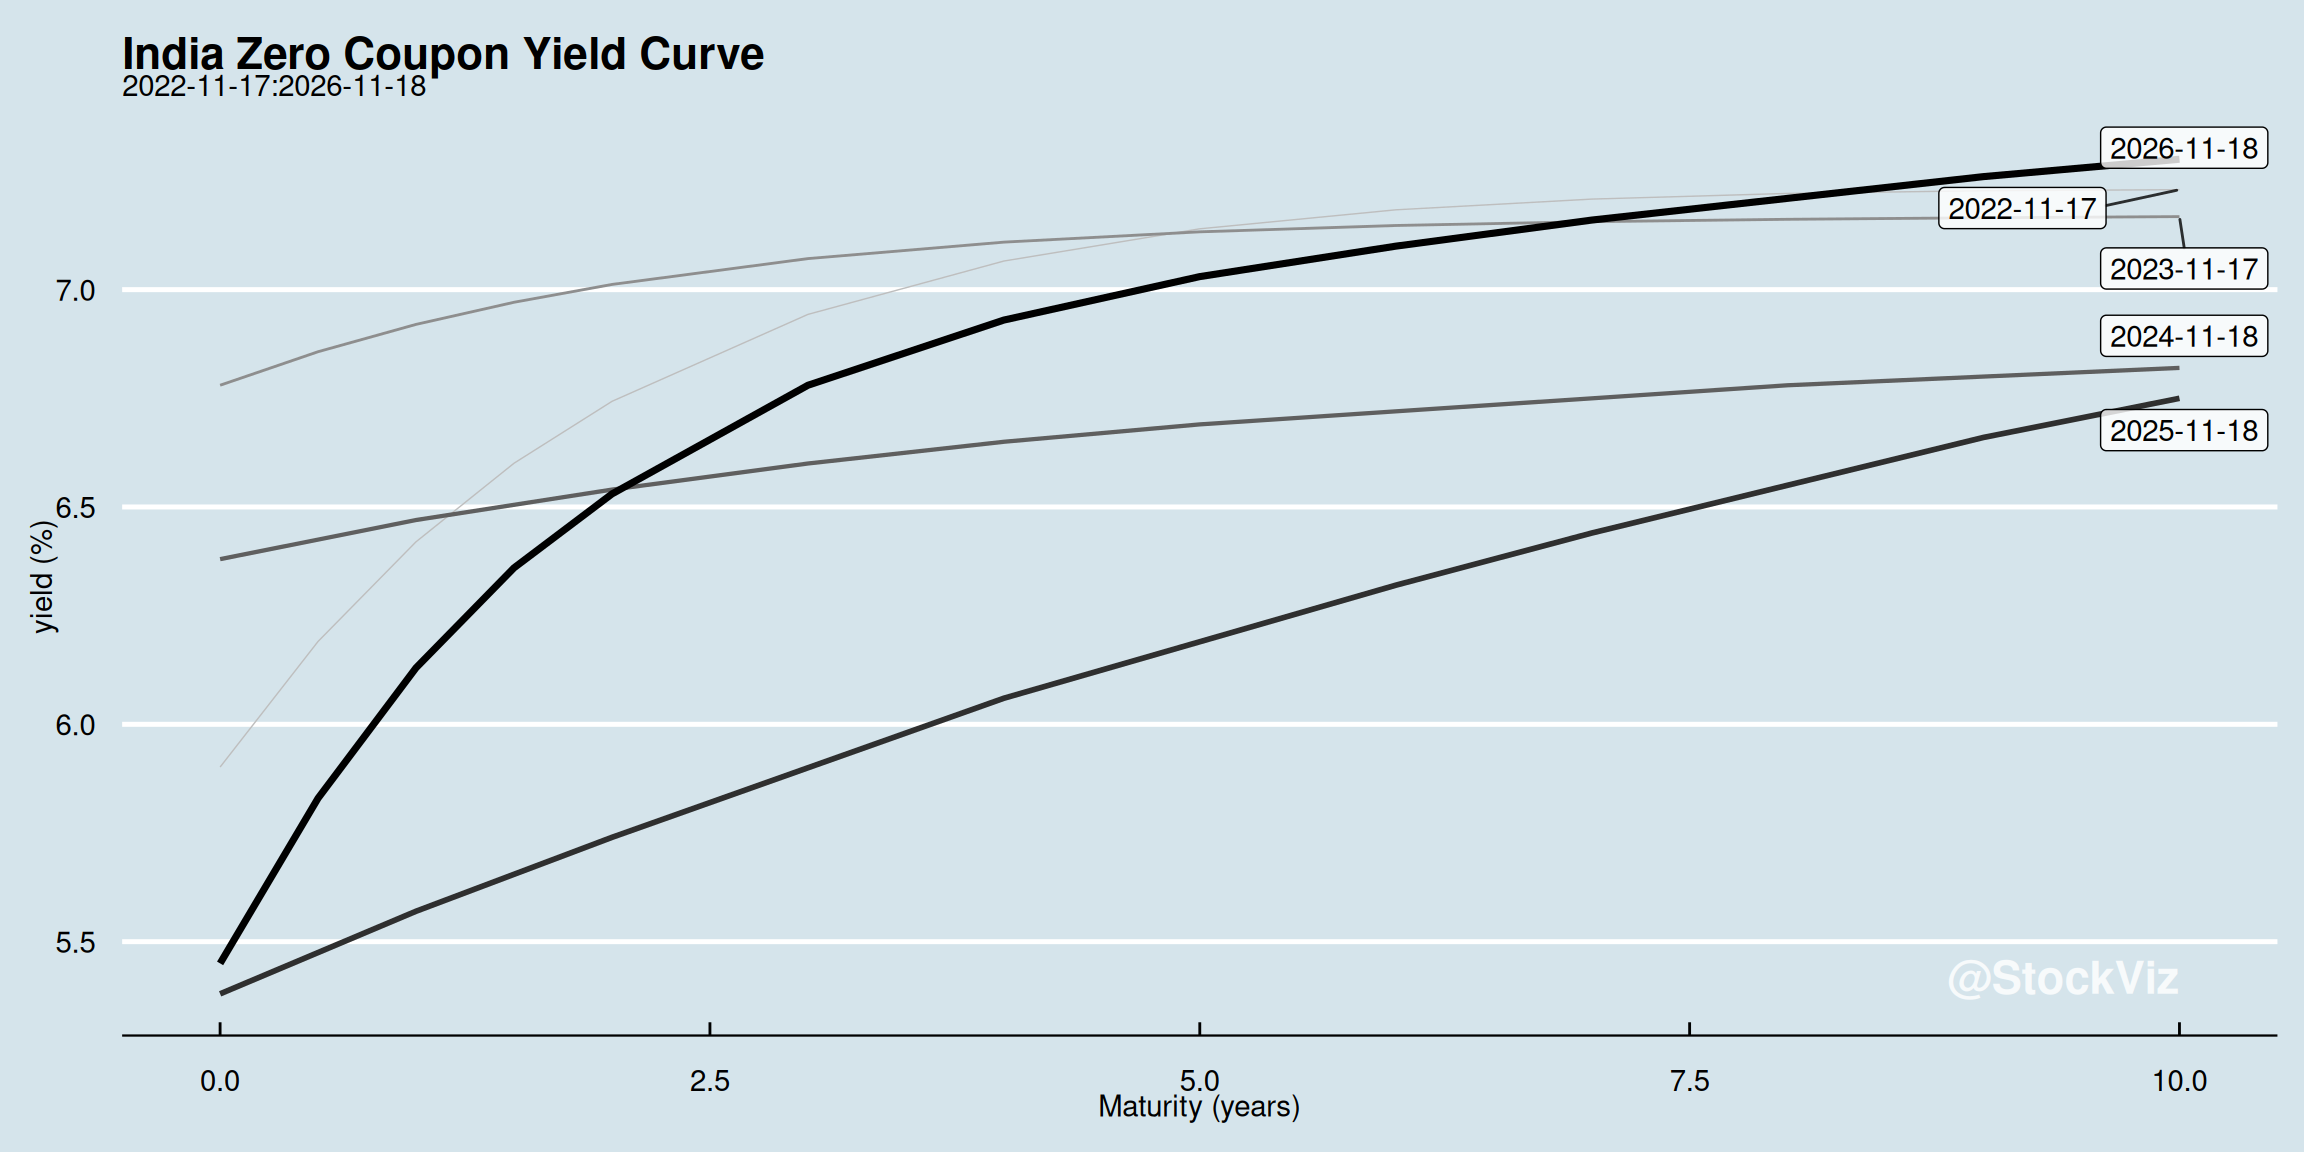 India Zero Coupon Yield Curve
2022-11-17:2026-11-18
2026-11-18
2022-11-17
2023-11-17
2024-11-18
2025-11-18
7.0
6.5
6.0
5.5
yield (%)
@StockViz
0.0 2.5 5.0 7.5 10.0
Maturity (years)